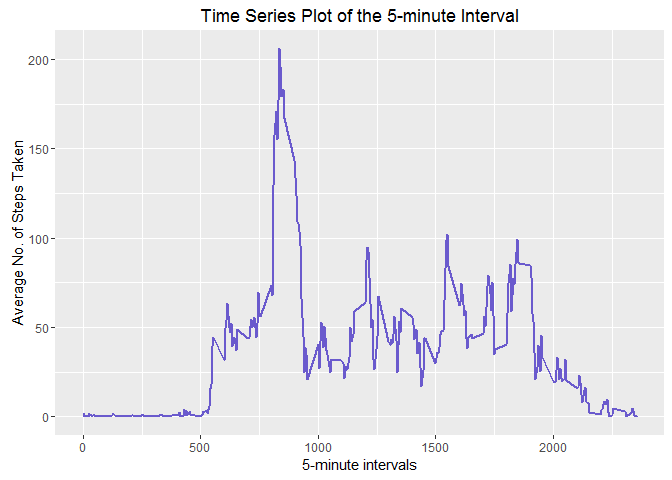 Time Series Plot of the 5-minute Interval
Average No. of Steps Taken
200
150
100
50
0
0 500 1000 1500 2000
5-minute intervals